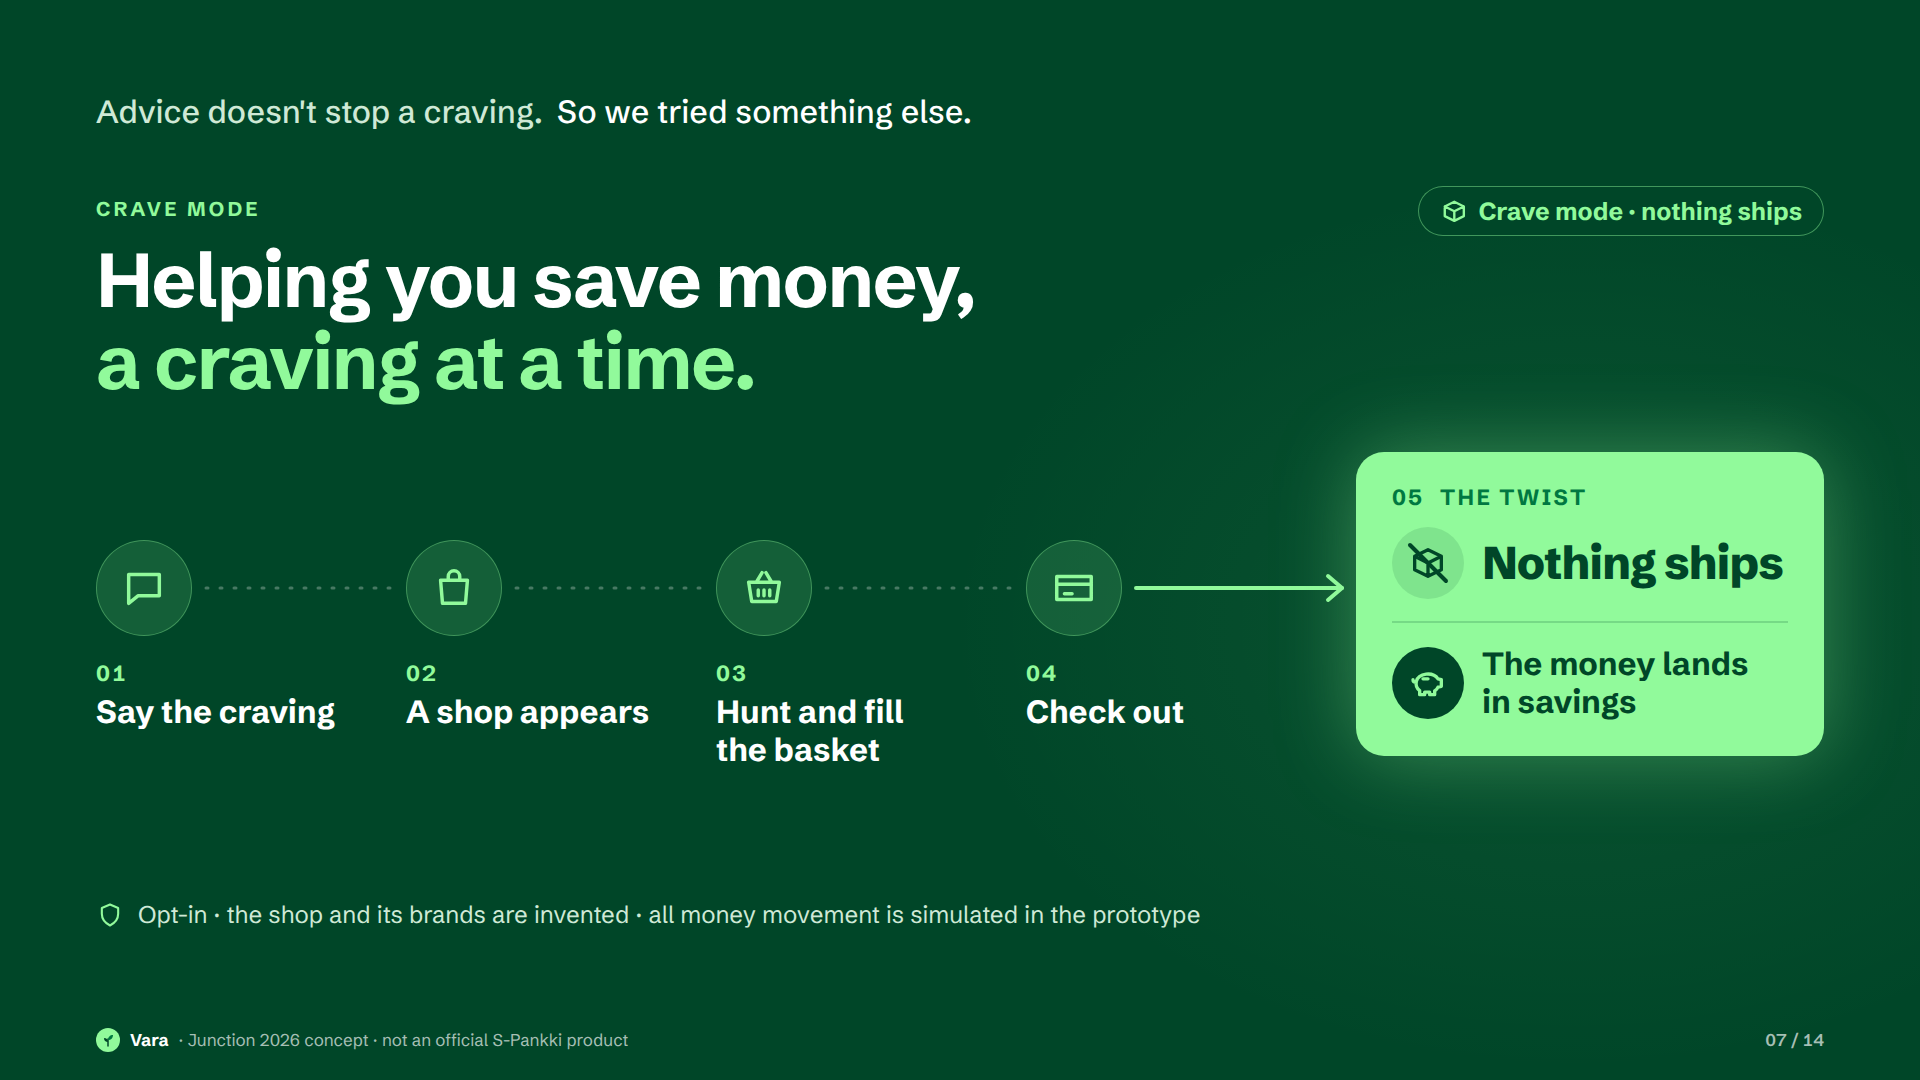 Advice doesn't stop a craving. So we tried something else.
CRAVE MODE
Crave mode · nothing ships
Helping you save money,
a craving at a time.
01
Say the craving
02
A shop appears
03
Hunt and fill
the basket
04
Check out
05 THE TWIST
Nothing ships
The money lands
in savings
Opt-in · the shop and its brands are invented · all money movement is simulated in the prototype
Vara · Junction 2026 concept · not an official S-Pankki product
07 / 14